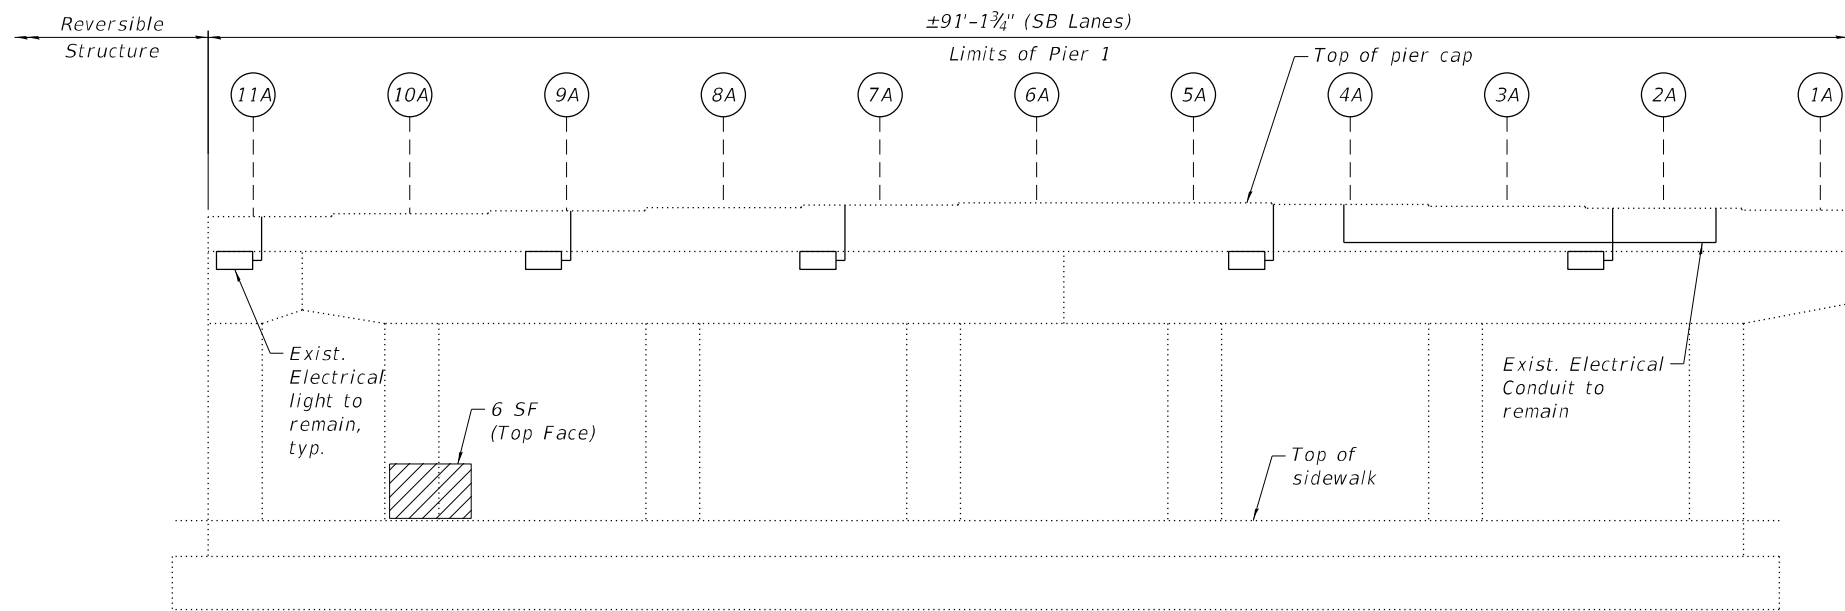 Reversible
Structure
±91'-1¾" (SB Lanes)
Limits of Pier 1
Top of pier cap
11A
10A
9A
8A
7A
6A
5A
4A
3A
2A
1A
Exist.
Electrical
light to
remain,
typ.
6 SF
(Top Face)
Exist. Electrical
Conduit to
remain
Top of
sidewalk